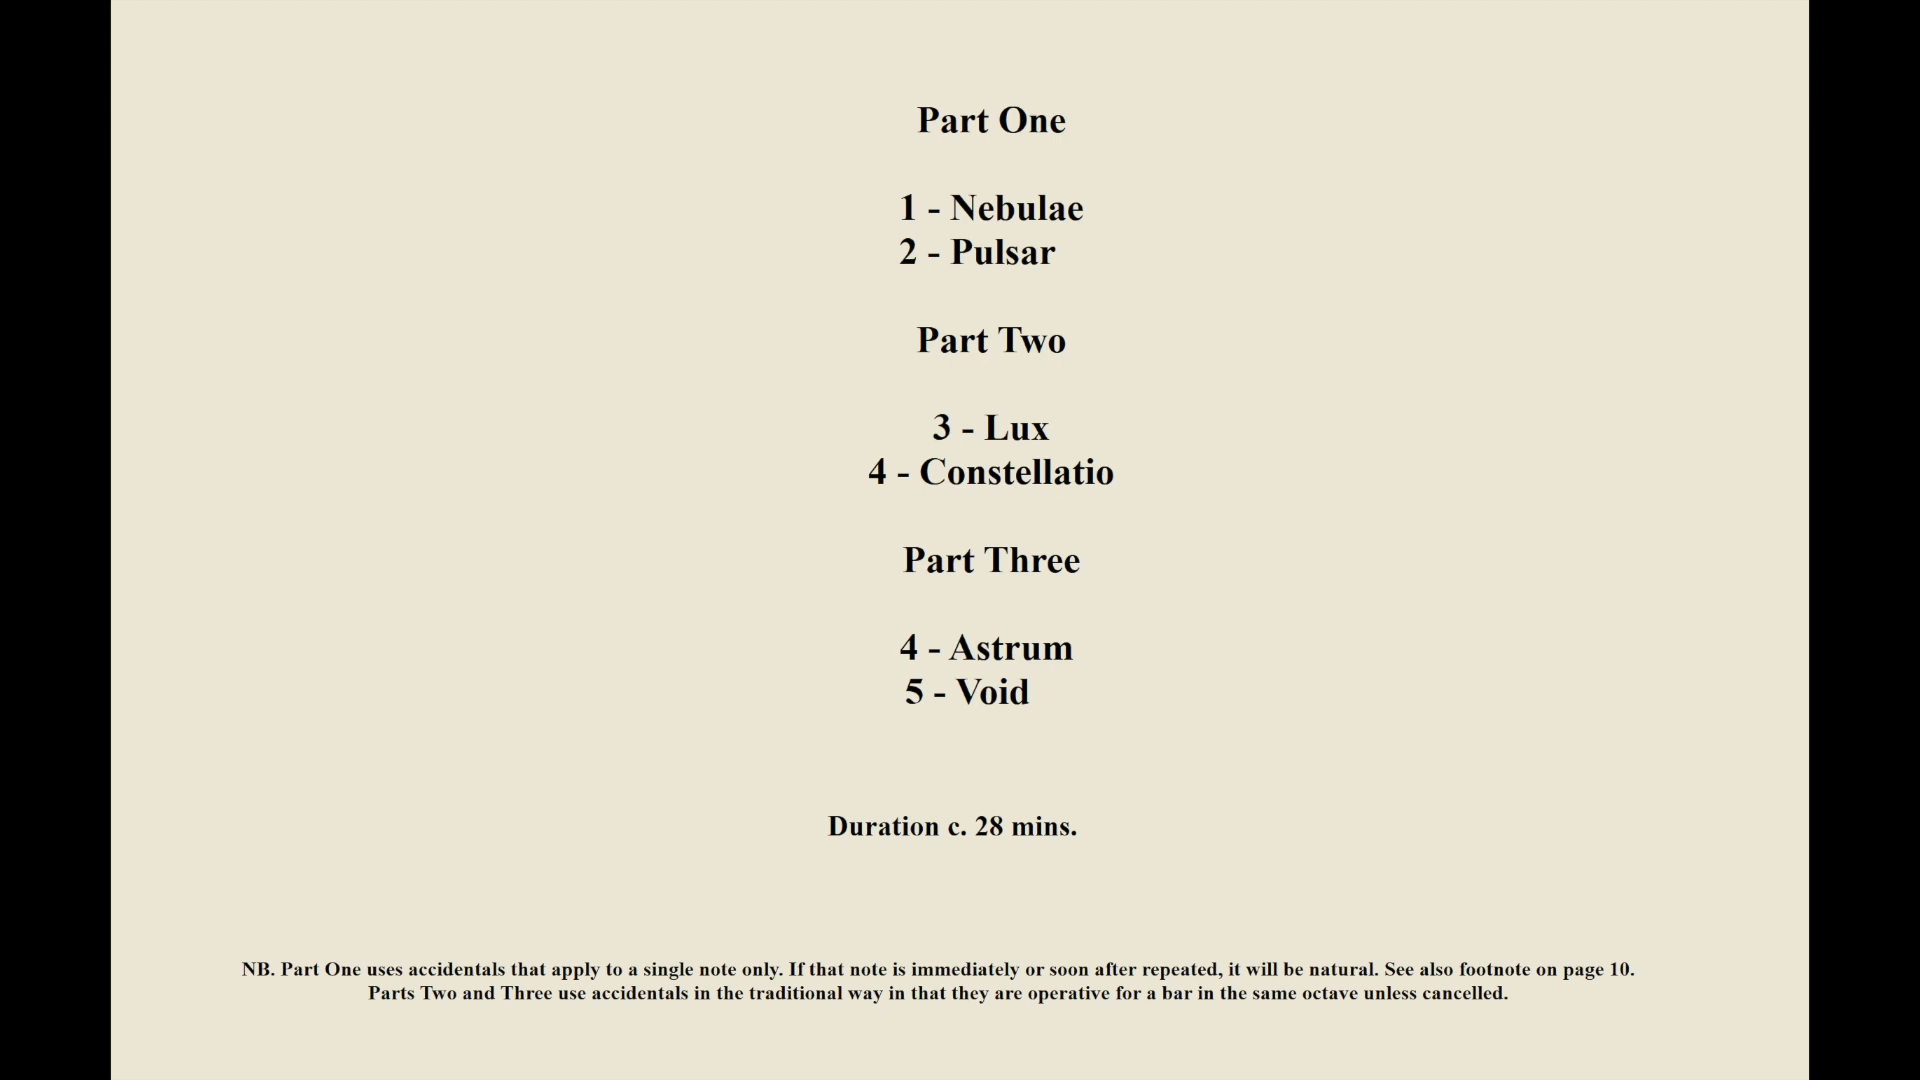 Part One
1 - Nebulae
2 - Pulsar
Part Two
3 - Lux
4 - Constellatio
Part Three
4 - Astrum
5 - Void
Duration c. 28 mins.
NB. Part One uses accidentals that apply to a single note only. If that note is immediately or soon after repeated, it will be natural. See also footnote on page 10.
Parts Two and Three use accidentals in the traditional way in that they are operative for a bar in the same octave unless cancelled.